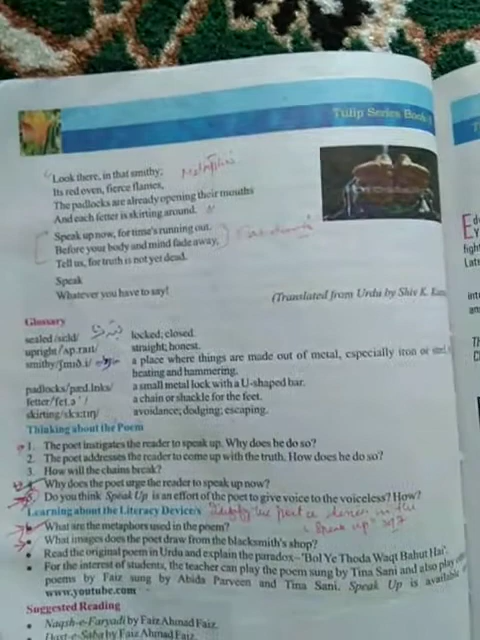 Tulip Series Book
Look there, in that smithy;
Its red oven, fierce flames,
The padlocks are already opening their mouths
And each fetter is skirting around.
Speak up now, for time's running out.
Before your body and mind fade away,
Tell us, for truth is not yet dead.
Speak
Whatever you have to say!
(Translated from Urdu by Shiv K.
Glossary
sealed /si:ld/ locked; closed.
upright / straight; honest.
smithy/ a place where things are made out of metal, especially iron or
heating and hammering.
padlocks/ a small metal lock with a U-shaped bar.
fetter/ a chain or shackle for the feet.
skirting/ avoidance; dodging; escaping.
Thinking about the Poem
1. The poet instigates the reader to speak up. Why does he do so?
2. The poet addresses the reader to come up with the truth. How does he do so?
3. How will the chains break?
Why does the poet urge the reader to speak up now?
Do you think Speak Up is an effort of the poet to give voice to the voiceless? How?
Learning about the Literacy Device/s
What are the metaphors used in the poem?
"Speak up"
What images does the poet draw from the blacksmith's shop?
• Read the original poem in Urdu and explain the paradox–'Bol Ye Thoda Waqt Bahut Hai'.
• For the interest of students, the teacher can play the poem sung by Tina Sani and also play
poems by Faiz sung by Abida Parveen and Tina Sani. Speak Up is available
www.youtube.com
Suggested Reading
• Naqsh-e-Faryadi by Faiz Ahmad Faiz.
• Dast-e-Saba by Faiz Ahmad Faiz.